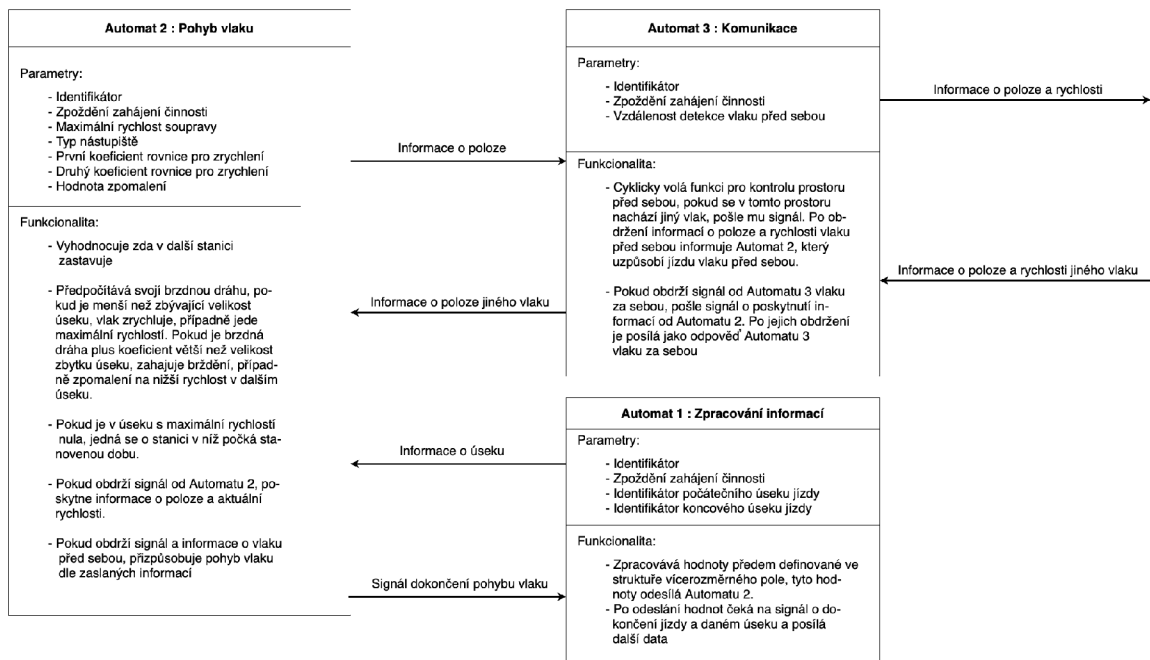 Automat 2 : Pohyb vlaku
Parametry:
- Identifikátor
- Zpoždění zahájení činnosti
- Maximální rychlost soupravy
- Typ nástupiště
- První koeficient rovnice pro zrychlení
- Druhý koeficient rovnice pro zrychlení
- Hodnota zpomalení
Funkcionalita:
- Vyhodnocuje zda v další stanici
zastavuje
- Předpočítává svoji brzdnou dráhu, po-
kud je menší než zbývající velikost
úseku, vlak zrychluje, případně jede
maximální rychlostí. Pokud je brzdná
dráha plus koeficient větší než velikost
zbytku úseku, zahajuje brždění, případ-
ně zpomalení na nižší rychlost v dalším
úseku.
- Pokud je v úseku s maximální rychlostí
nula, jedná se o stanici v níž počká sta-
novenou dobu.
- Pokud obdrží signál od Automatu 2, po-
skytne informace o poloze a aktuální
rychlosti.
- Pokud obdrží signál a informace o vlaku
před sebou, přizpůsobuje pohyb vlaku
dle zaslaných informací
Informace o poloze
Informace o poloze jiného vlaku
Informace o úseku
Signál dokončení pohybu vlaku
Automat 3 : Komunikace
Parametry:
- Identifikátor
- Zpoždění zahájení činnosti
- Vzdálenost detekce vlaku před sebou
Funkcionalita:
- Cyklicky volá funkci pro kontrolu prostoru
před sebou, pokud se v tomto prostoru
nachází jiný vlak, pošle mu signál. Po ob-
držení informací o poloze a rychlosti vlaku
před sebou informuje Automat 2, který
uzpůsobí jízdu vlaku před sebou.
- Pokud obdrží signál od Automatu 3 vlaku
za sebou, pošle signál o poskytnutí in-
formací od Automatu 2. Po jejich obdržení
je posílá jako odpověď Automatu 3
vlaku za sebou
Informace o poloze a rychlosti
Informace o poloze a rychlosti jiného vlaku
Automat 1 : Zpracování informací
Parametry:
- Identifikátor
- Zpoždění zahájení činnosti
- Identifikátor počátečního úseku jízdy
- Identifikátor koncového úseku jízdy
Funkcionalita:
- Zpracovává hodnoty předem definované ve
struktuře vícerozměrného pole, tyto hod-
noty odesílá Automatu 2.
- Po odeslání hodnot čeká na signál o do-
končení jízdy a daném úseku a posílá
další data